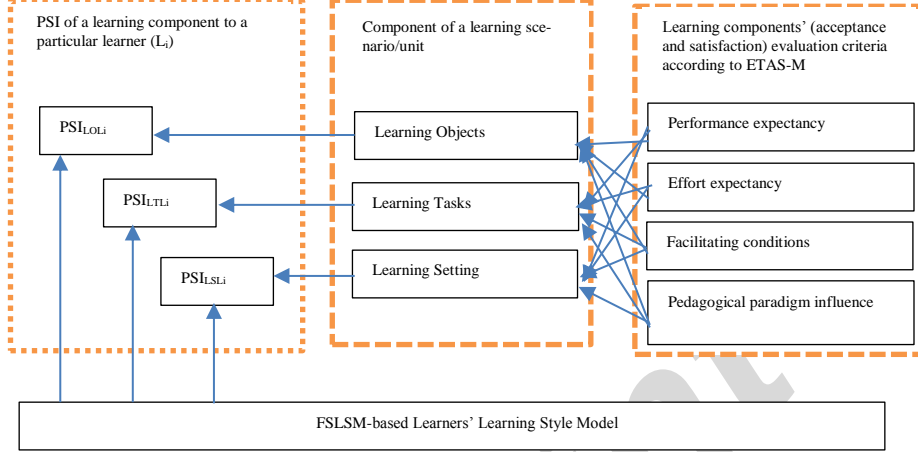 PSI of a learning component to a
particular learner (Li)
PSILOLi
PSILTLi
PSILSLi
Component of a learning sce-
nario/unit
Learning Objects
Learning Tasks
Learning Setting
Learning components’ (acceptance
and satisfaction) evaluation criteria
according to ETAS-M
Performance expectancy
Effort expectancy
Facilitating conditions
Pedagogical paradigm influence
FSLSM-based Learners’ Learning Style Model